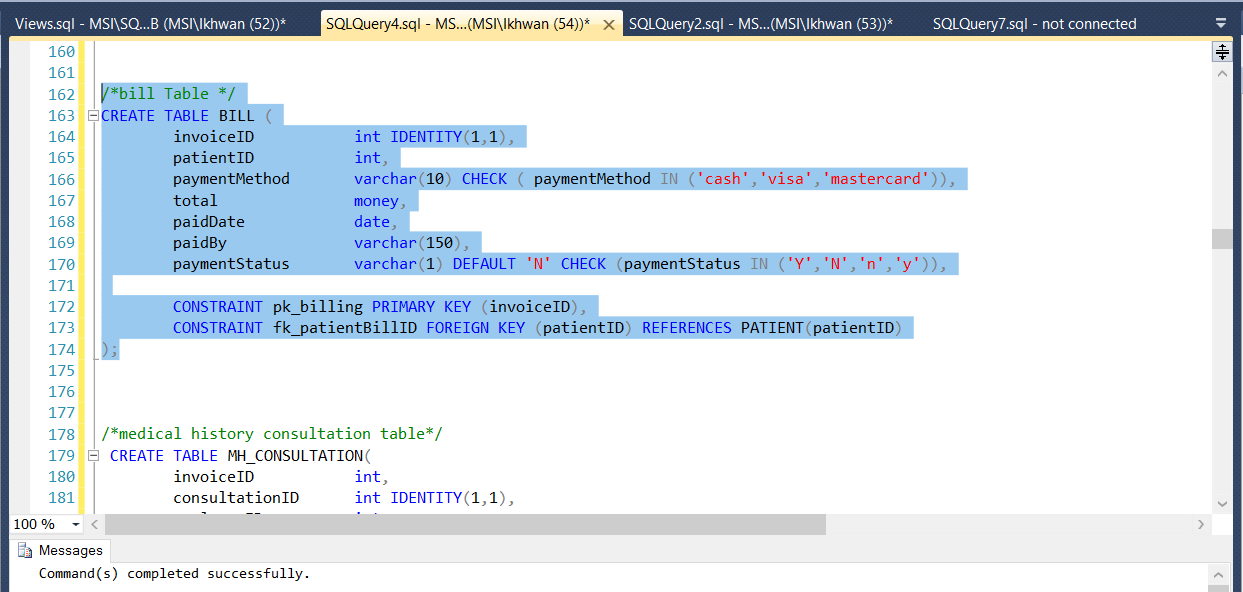 Views.sql - MSI\SQ...B (MSI\Ikhwan (52))* SQLQuery4.sql - MS...(MSI\Ikhwan (54))* SQLQuery2.sql - MS...(MSI\Ikhwan (53))* SQLQuery7.sql - not connected
160
161
162 /*bill Table */
163 CREATE TABLE BILL (
164 invoiceID int IDENTITY(1,1),
165 patientID int,
166 paymentMethod varchar(10) CHECK ( paymentMethod IN ('cash','visa','mastercard')),
167 total money,
168 paidDate date,
169 paidBy varchar(150),
170 paymentStatus varchar(1) DEFAULT 'N' CHECK (paymentStatus IN ('Y','N','n','y')),
171
172 CONSTRAINT pk_billing PRIMARY KEY (invoiceID),
173 CONSTRAINT fk_patientBillID FOREIGN KEY (patientID) REFERENCES PATIENT(patientID)
174 );
175
176
177
178 /*medical history consultation table*/
179 CREATE TABLE MH_CONSULTATION(
180 invoiceID int,
181 consultationID int IDENTITY(1,1),
100 %
Messages
Command(s) completed successfully.